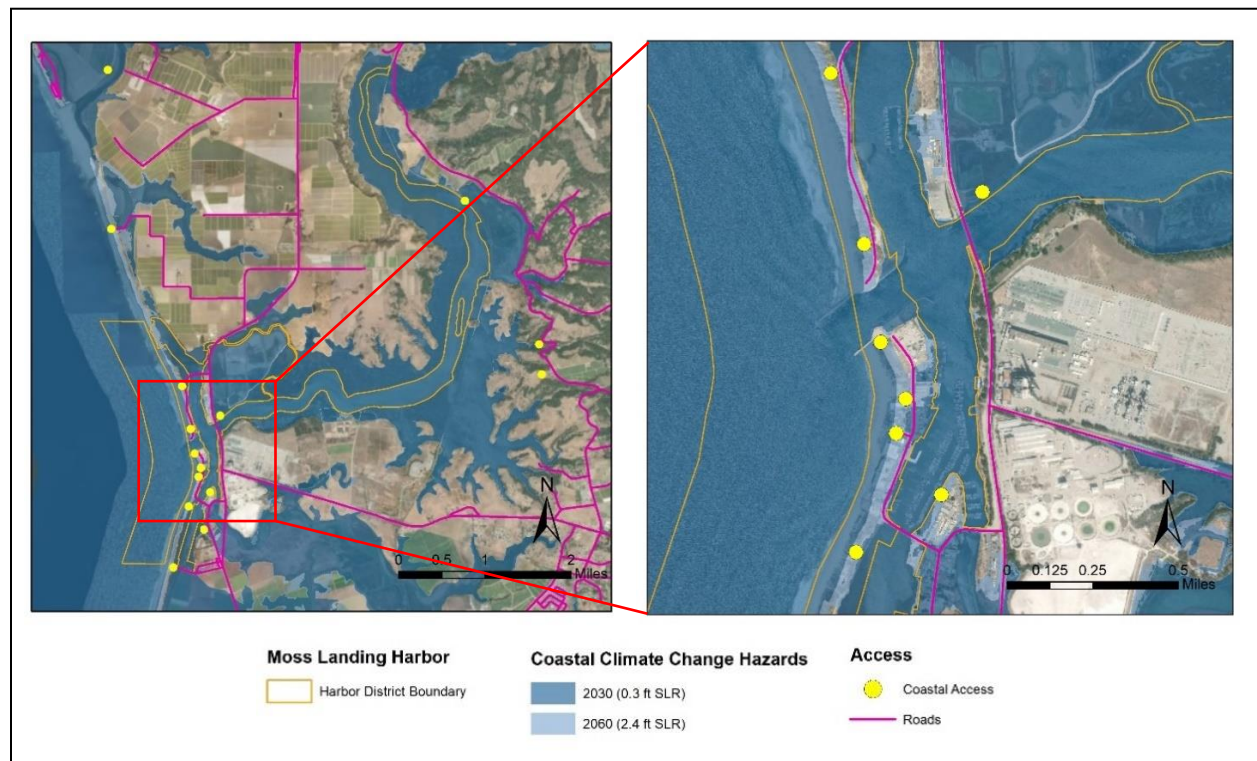 N
0 0.5 1 2
Miles
N
0 0.125 0.25 0.5
Miles
Moss Landing Harbor
Harbor District Boundary
Coastal Climate Change Hazards
2030 (0.3 ft SLR)
2060 (2.4 ft SLR)
Access
Coastal Access
Roads